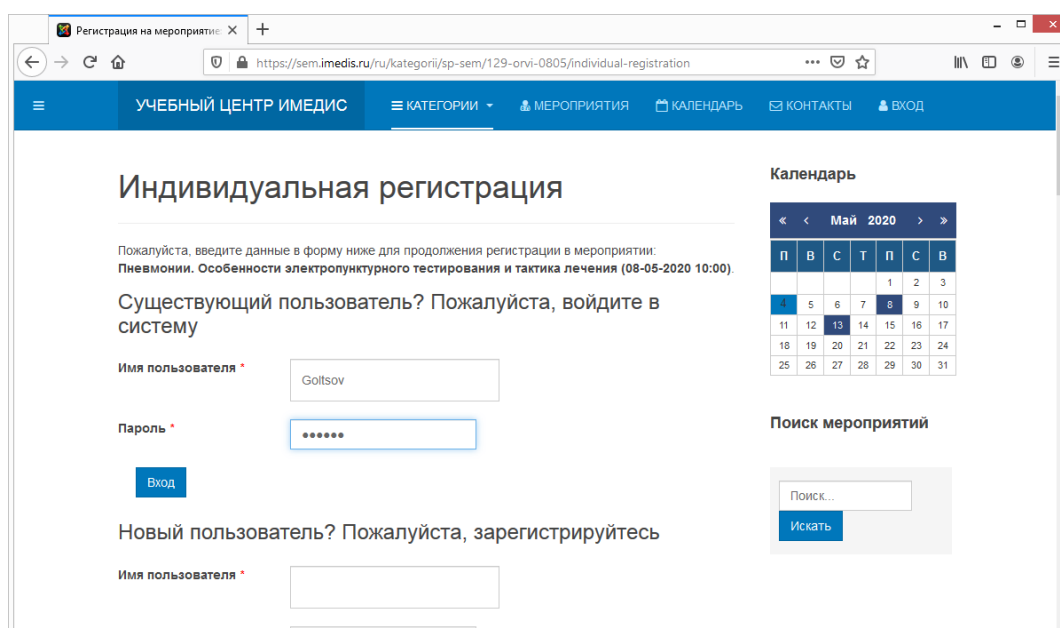 Регистрация на мероприятие:
https://sem.imedis.ru/ru/kategorii/sp-sem/129-orvi-0805/individual-registration
УЧЕБНЫЙ ЦЕНТР ИМЕДИС
КАТЕГОРИИ
МЕРОПРИЯТИЯ
КАЛЕНДАРЬ
КОНТАКТЫ
ВХОД
Индивидуальная регистрация
Пожалуйста, введите данные в форму ниже для продолжения регистрации в мероприятии:
Пневмонии. Особенности электропунктурного тестирования и тактика лечения (08-05-2020 10:00).
Существующий пользователь? Пожалуйста, войдите в
систему
Имя пользователя *
Goltsov
Пароль *
••••••
Вход
Новый пользователь? Пожалуйста, зарегистрируйтесь
Имя пользователя *
Календарь
« ‹ Май 2020 › »
П В С Т П С В
1 2 3
4 5 6 7 8 9 10
11 12 13 14 15 16 17
18 19 20 21 22 23 24
25 26 27 28 29 30 31
Поиск мероприятий
Поиск...
Искать